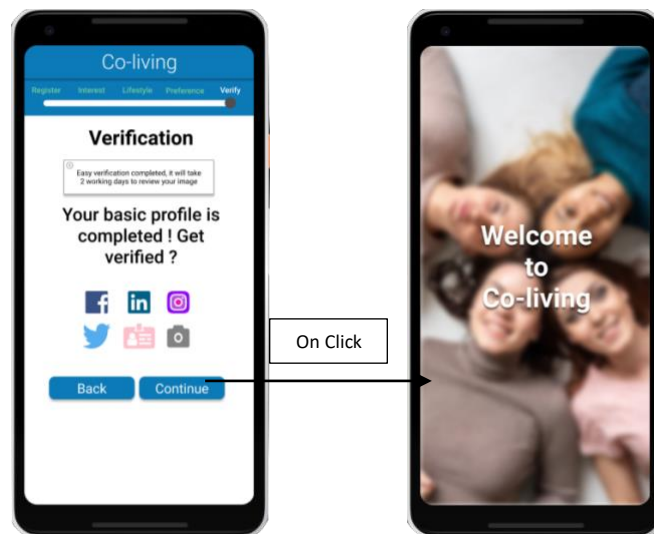 Co-living
Register Interest Lifestyle Preference Verify
Verification
Easy verification completed, it will take
2 working days to review your image
Your basic profile is
completed ! Get
verified ?
in
Back Continue
On Click
Welcome
to
Co-living